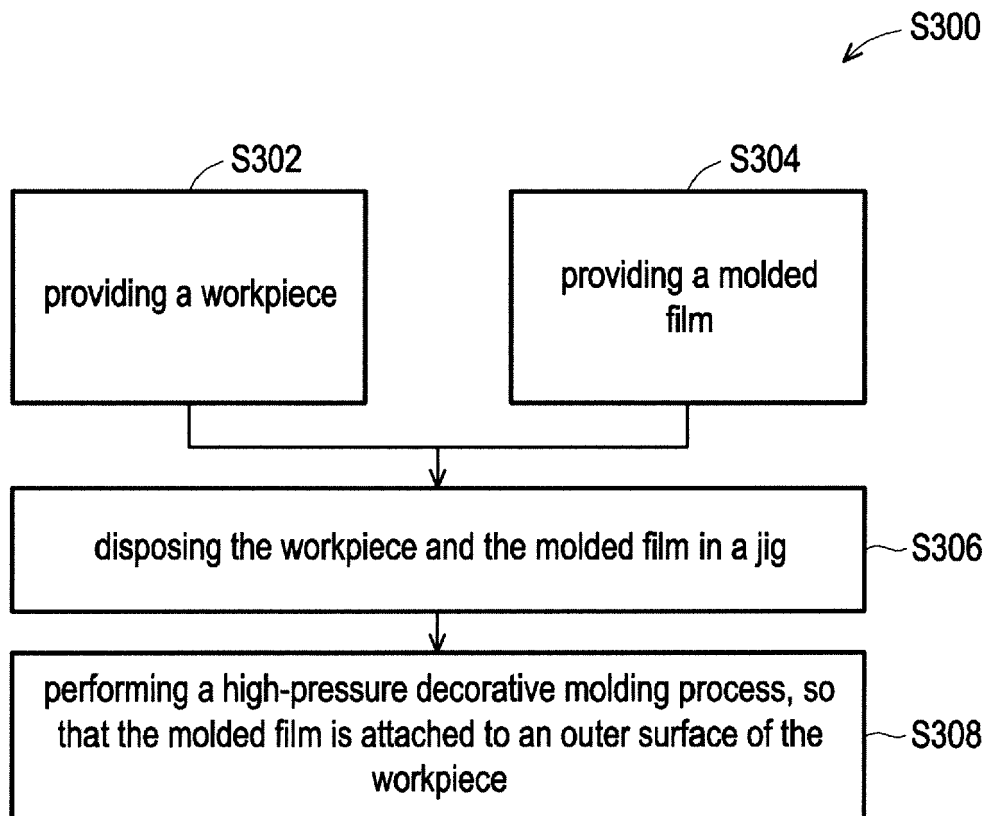 S300
S302
S304
providing a workpiece
providing a molded
film
disposing the workpiece and the molded film in a jig
S306
performing a high-pressure decorative molding process, so
that the molded film is attached to an outer surface of the
workpiece
S308